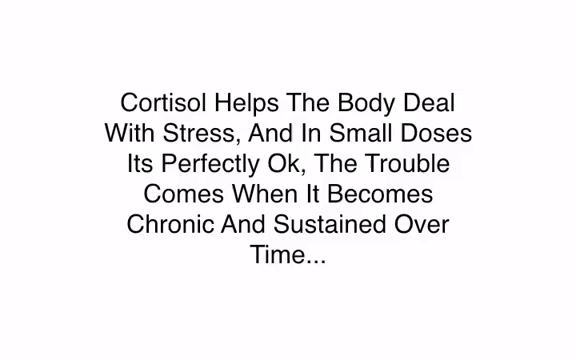 Cortisol Helps The Body Deal
With Stress, And In Small Doses
Its Perfectly Ok, The Trouble
Comes When It Becomes
Chronic And Sustained Over
Time...